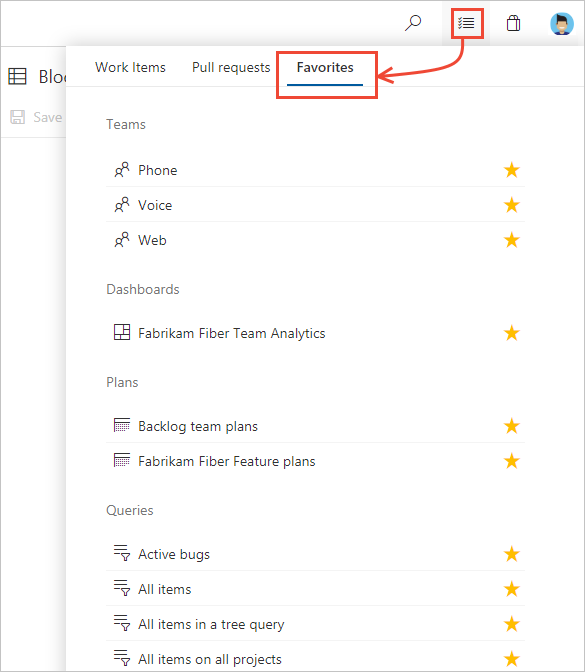 Work Items Pull requests Favorites
Bloc
Save
Teams
Phone
Voice
Web
Dashboards
Fabrikam Fiber Team Analytics
Plans
Backlog team plans
Fabrikam Fiber Feature plans
Queries
Active bugs
All items
All items in a tree query
All items on all projects